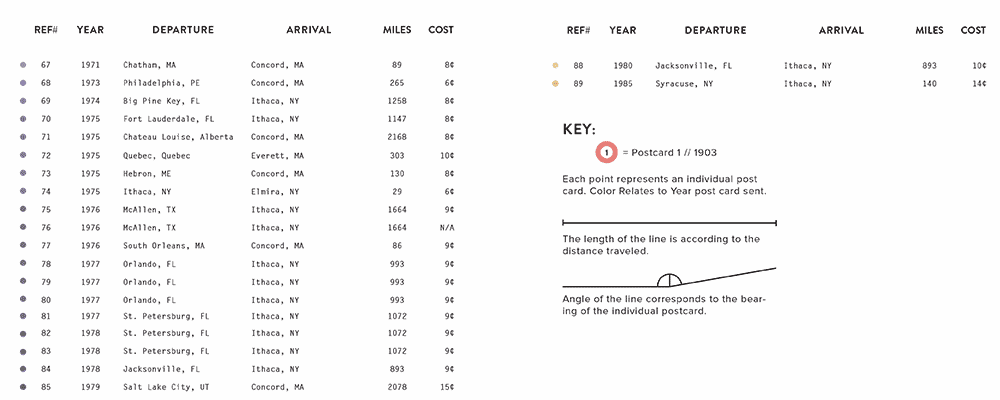 REF# YEAR DEPARTURE ARRIVAL MILES COST
67 1971 Chatham, MA Concord, MA 89 8¢
68 1973 Philadelphia, PE Concord, MA 265 6¢
69 1974 Big Pine Key, FL Ithaca, NY 1258 8¢
70 1975 Fort Lauderdale, FL Ithaca, NY 1147 8¢
71 1975 Chateau Louise, Alberta Concord, MA 2168 8¢
72 1975 Quebec, Quebec Everett, MA 303 10¢
73 1975 Hebron, ME Concord, MA 130 8¢
74 1975 Ithaca, NY Elmira, NY 29 6¢
75 1976 McAllen, TX Ithaca, NY 1664 9¢
76 1976 McAllen, TX Ithaca, NY 1664 N/A
77 1976 South Orleans, MA Concord, MA 86 9¢
78 1977 Orlando, FL Ithaca, NY 993 9¢
79 1977 Orlando, FL Ithaca, NY 993 9¢
80 1977 Orlando, FL Ithaca, NY 993 9¢
81 1977 St. Petersburg, FL Ithaca, NY 1072 9¢
82 1978 St. Petersburg, FL Ithaca, NY 1072 9¢
83 1978 St. Petersburg, FL Ithaca, NY 1072 9¢
84 1978 Jacksonville, FL Ithaca, NY 893 9¢
85 1979 Salt Lake City, UT Concord, MA 2078 15¢
REF# YEAR DEPARTURE ARRIVAL MILES COST
88 1980 Jacksonville, FL Ithaca, NY 893 10¢
89 1985 Syracuse, NY Ithaca, NY 140 14¢
KEY:
1 = Postcard 1 // 1903
Each point represents an individual post
card. Color Relates to Year post card sent.
The length of the line is according to the
distance traveled.
Angle of the line corresponds to the bear-
ing of the individual postcard.